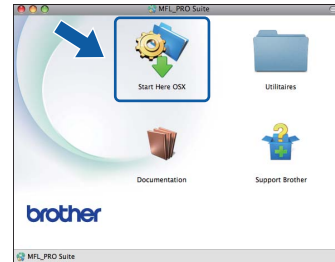 MFL_PRO Suite
Start Here OSX
Utilitaires
Documentation
Support Brother
brother
MFL_PRO Suite